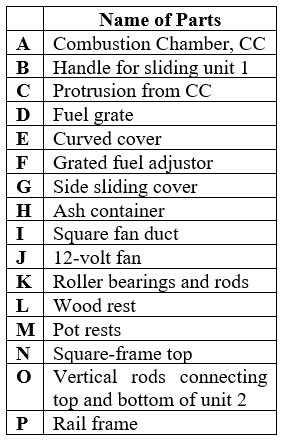 Name of Parts
A Combustion Chamber, CC
B Handle for sliding unit 1
C Protrusion from CC
D Fuel grate
E Curved cover
F Grated fuel adjustor
G Side sliding cover
H Ash container
I Square fan duct
J 12-volt fan
K Roller bearings and rods
L Wood rest
M Pot rests
N Square-frame top
O Vertical rods connecting
top and bottom of unit 2
P Rail frame